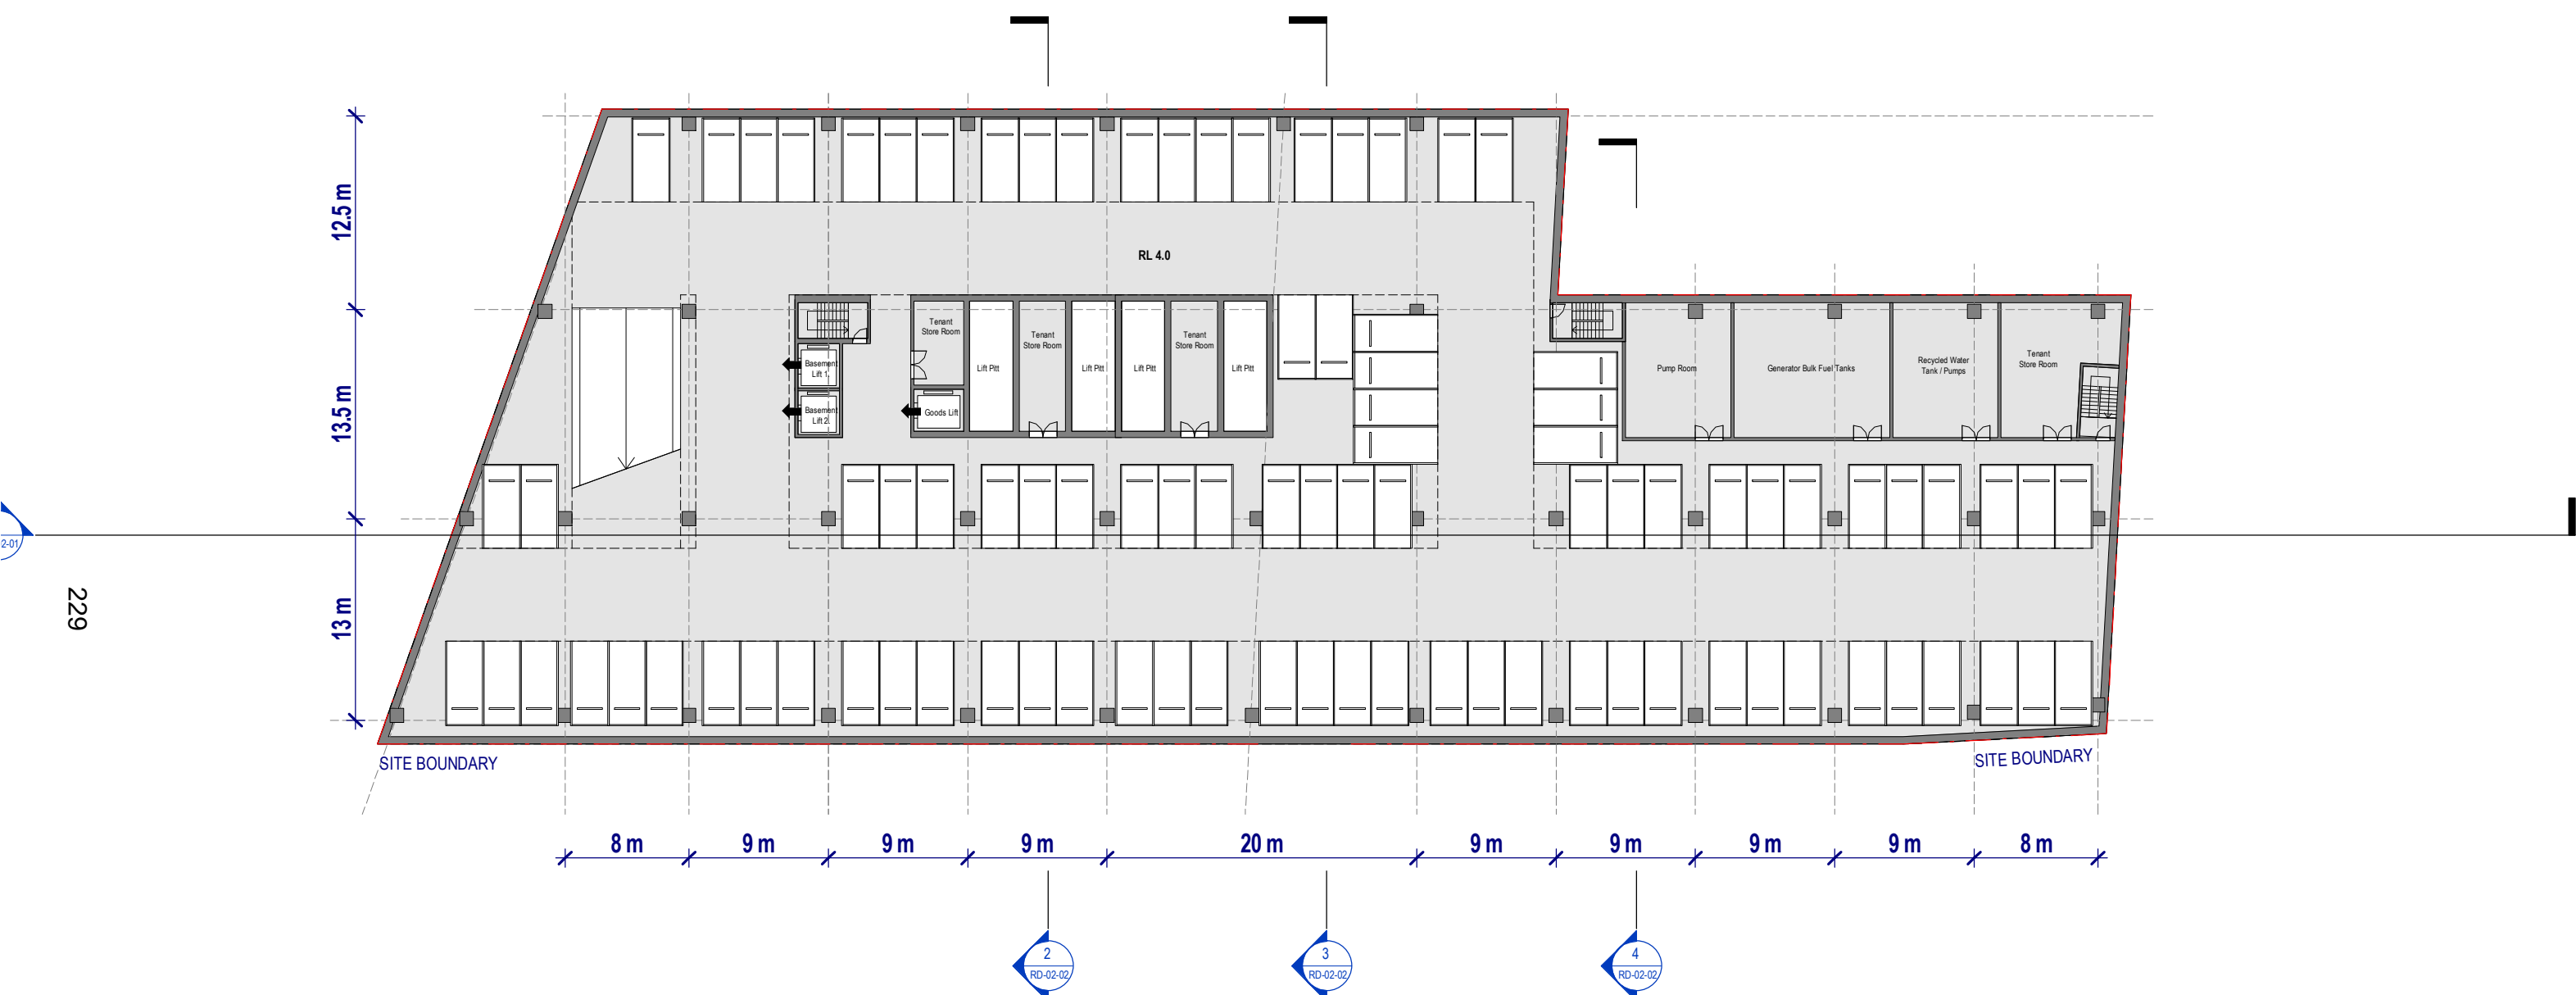 12.5 m
RL 4.0
Tenant
Store Room
Tenant
Store Room
Tenant
Store Room
Basement
Lift 1
Lift Pitt
Lift Pitt
Lift Pitt
Lift Pitt
Pump Room
Generator Bulk Fuel Tanks
Recycled Water
Tank / Pumps
Tenant
Store Room
13.5 m
Basement
Lift 2
Goods Lift
2-01
229
13 m
SITE BOUNDARY
SITE BOUNDARY
8 m
9 m
9 m
9 m
20 m
9 m
9 m
9 m
9 m
8 m
2
RD-02-02
3
RD-02-02
4
RD-02-02